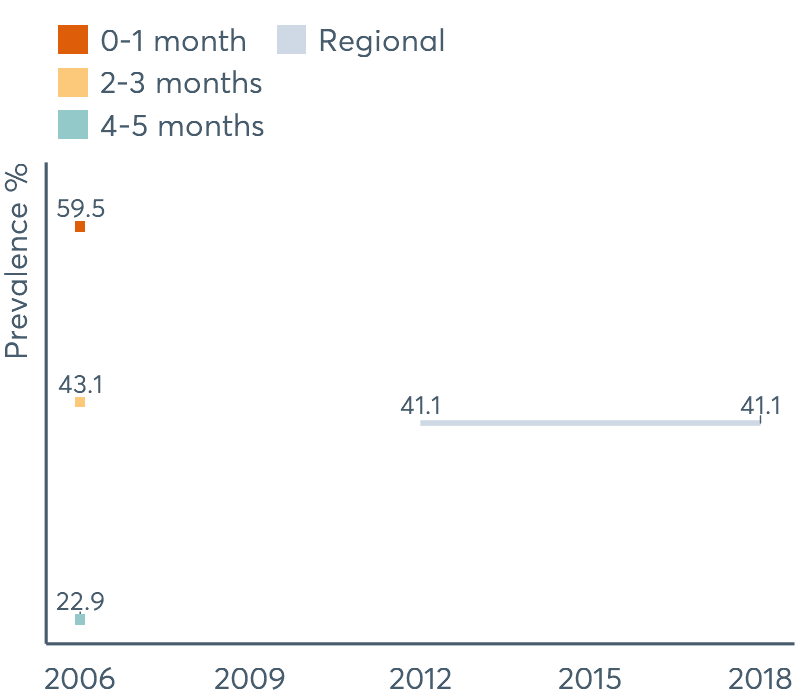 0-1 month
Regional
2-3 months
4-5 months
Prevalence %
59.5
43.1
41.1
41.1
22.9
2006 2009 2012 2015 2018